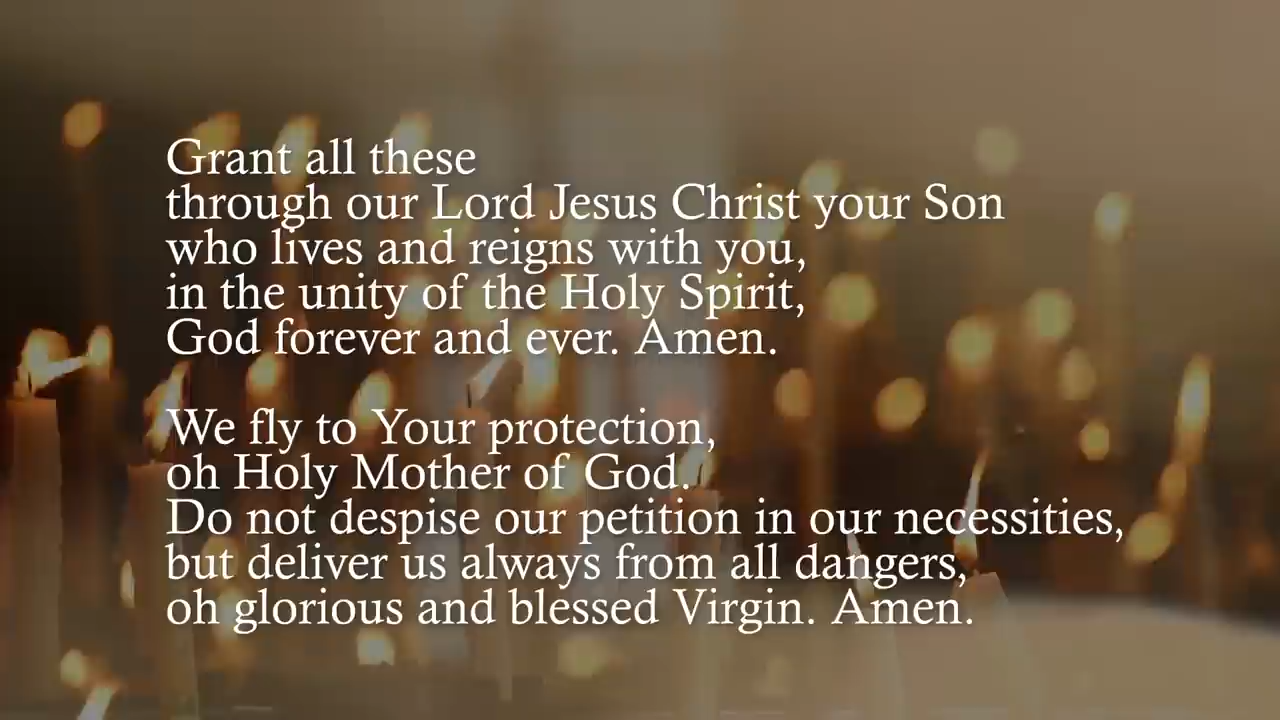 Grant all these
through our Lord Jesus Christ your Son
who lives and reigns with you,
in the unity of the Holy Spirit,
God forever and ever. Amen.
We fly to Your protection,
oh Holy Mother of God.
Do not despise our petition in our necessities,
but deliver us always from all dangers,
oh glorious and blessed Virgin. Amen.